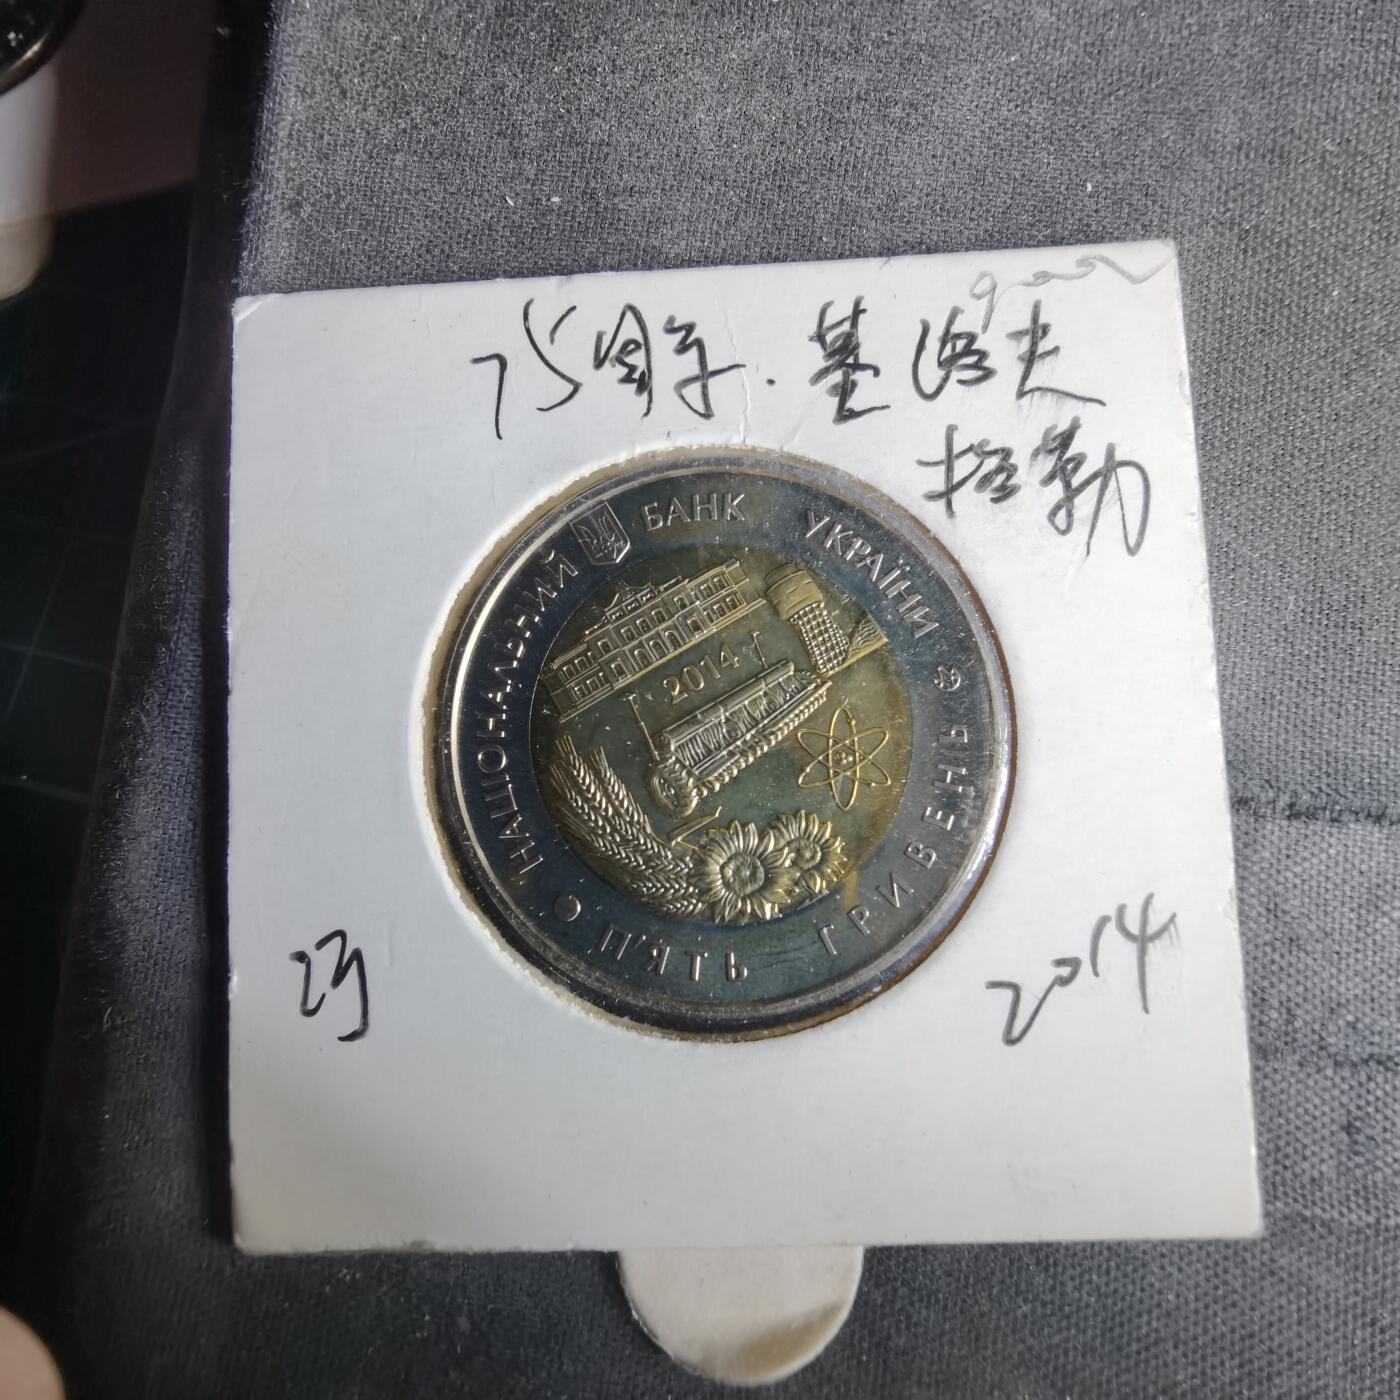 75周年.基洛夫
格勒
НАЦІОНАЛЬНИЙ БАНК УКРАЇНИ
2014
П'ЯТЬ ГРИВЕНЬ
2014